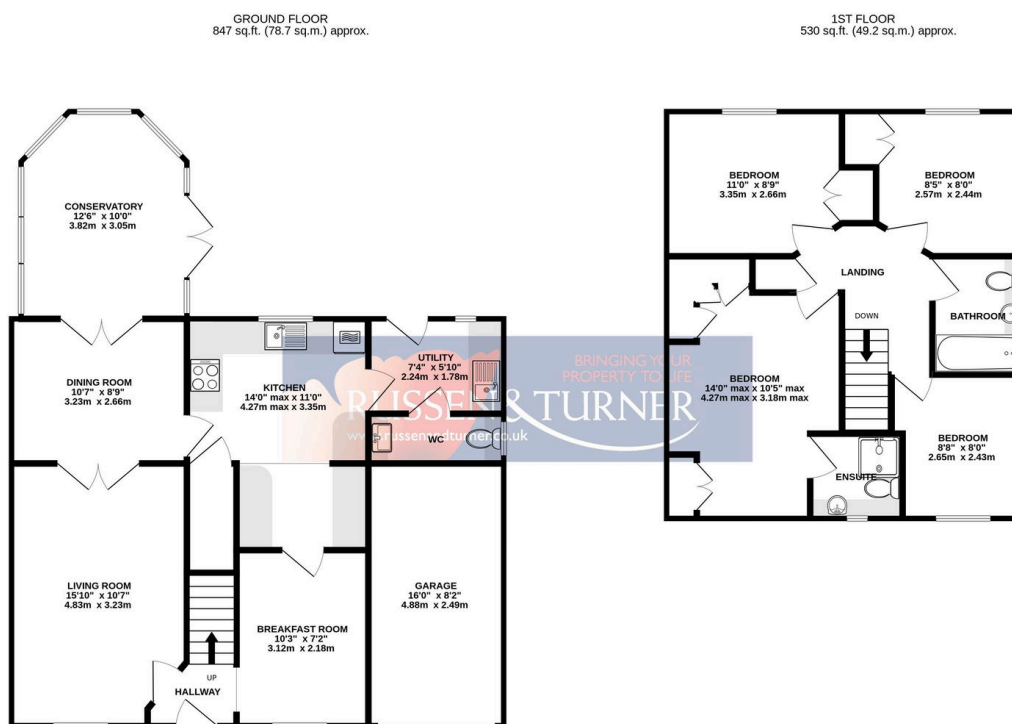 GROUND FLOOR
847 sq.ft. (78.7 sq.m.) approx.
1ST FLOOR
530 sq.ft. (49.2 sq.m.) approx.
CONSERVATORY
12'6" x 10'0"
3.82m x 3.05m
DINING ROOM
10'7" x 8'9"
3.23m x 2.66m
KITCHEN
14'0" max x 11'0"
4.27m max x 3.35m
UTILITY
7'4" x 5'10"
2.24m x 1.78m
WC
LIVING ROOM
15'10" x 10'7"
4.83m x 3.23m
UP
HALLWAY
BREAKFAST ROOM
10'3" x 7'2"
3.12m x 2.18m
GARAGE
16'0" x 8'2"
4.88m x 2.49m
BRINGING YOUR
PROPERTY TO LIFE
RUSSEN & TURNER
www.russenandturner.co.uk
BEDROOM
11'0" x 8'9"
3.35m x 2.66m
BEDROOM
8'5" x 8'0"
2.57m x 2.44m
LANDING
DOWN
BATHROOM
BEDROOM
14'0" max x 10'5" max
4.27m max x 3.18m max
ENSUITE
BEDROOM
8'8" x 8'0"
2.65m x 2.43m